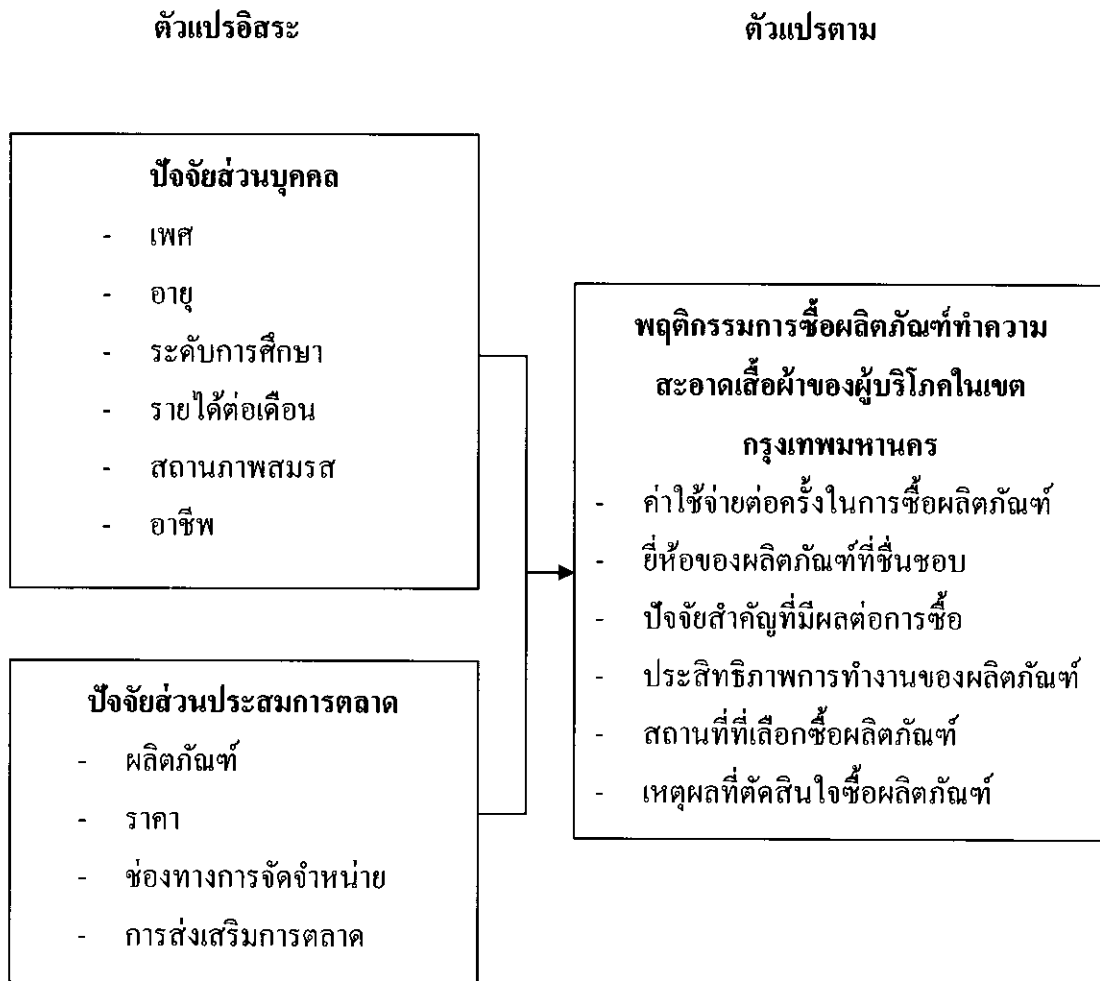 ตัวแปรอิสระ
ตัวแปรตาม
ปัจจัยส่วนบุคคล
- เพศ
- อายุ
- ระดับการศึกษา
- รายได้ต่อเดือน
- สถานภาพสมรส
- อาชีพ
ปัจจัยส่วนประสมการตลาด
- ผลิตภัณฑ์
- ราคา
- ช่องทางการจัดจำหน่าย
- การส่งเสริมการตลาด
พฤติกรรมการซื้อผลิตภัณฑ์ทำความ
สะอาดเสื้อผ้าของผู้บริโภคในเขต
กรุงเทพมหานคร
- ค่าใช้จ่ายต่อครั้งในการซื้อผลิตภัณฑ์
- ยี่ห้อของผลิตภัณฑ์ที่ชื่นชอบ
- ปัจจัยสำคัญที่มีผลต่อการซื้อ
- ประสิทธิภาพการทำงานของผลิตภัณฑ์
- สถานที่ที่เลือกซื้อผลิตภัณฑ์
- เหตุผลที่ตัดสินใจซื้อผลิตภัณฑ์